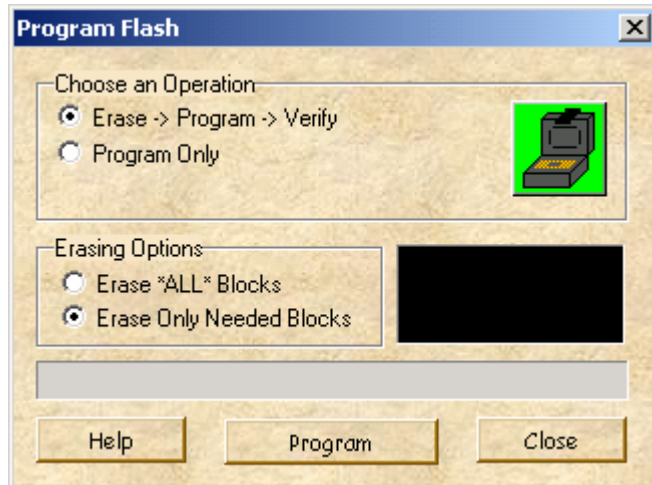 Program Flash
Choose an Operation
Erase -> Program -> Verify
Program Only
Erasing Options
Erase *ALL* Blocks
Erase Only Needed Blocks
Help
Program
Close